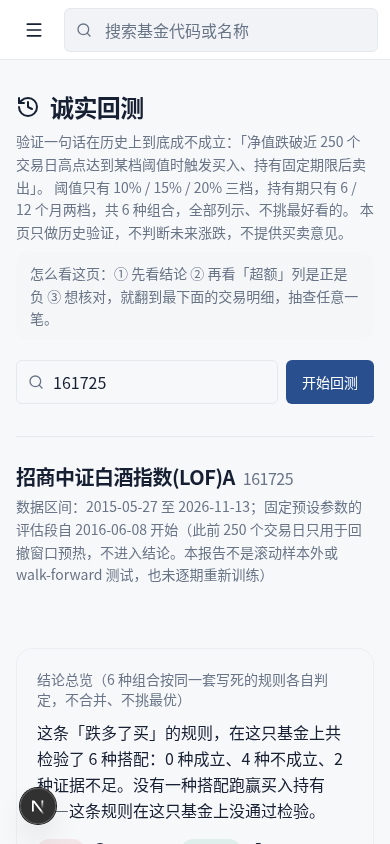 搜索基金代码或名称
诚实回测
验证一句话在历史上到底成不成立:「净值跌破近 250 个
交易日高点达到某档阈值时触发买入、持有固定期限后卖
出」。 阈值只有 10% / 15% / 20% 三档，持有期只有 6 /
12 个月两档，共 6 种组合，全部列示、不挑最好看的。 本
页只做历史验证，不判断未来涨跌，不提供买卖意见。
怎么看这页：① 先看结论 ② 再看「超额」列是正是
负 ③ 想核对，就翻到最下面的交易明细，抽查任意一
笔。
161725
开始回测
招商中证白酒指数(LOF)A 161725
数据区间：2015-05-27 至 2026-11-13；固定预设参数的
评估段自 2016-06-08 开始（此前 250 个交易日只用于回
撤窗口预热，不进入结论。本报告不是滚动样本外或
walk-forward 测试，也未逐期重新训练）
结论总览（6 种组合按同一套写死的规则各自判
定，不合并、不挑最优）
这条「跌多了买」的规则，在这只基金上共
检验了 6 种搭配：0 种成立、4 种不成立、2
种证据不足。没有一种搭配跑赢买入持有
—这条规则在这只基金上没通过检验。
N